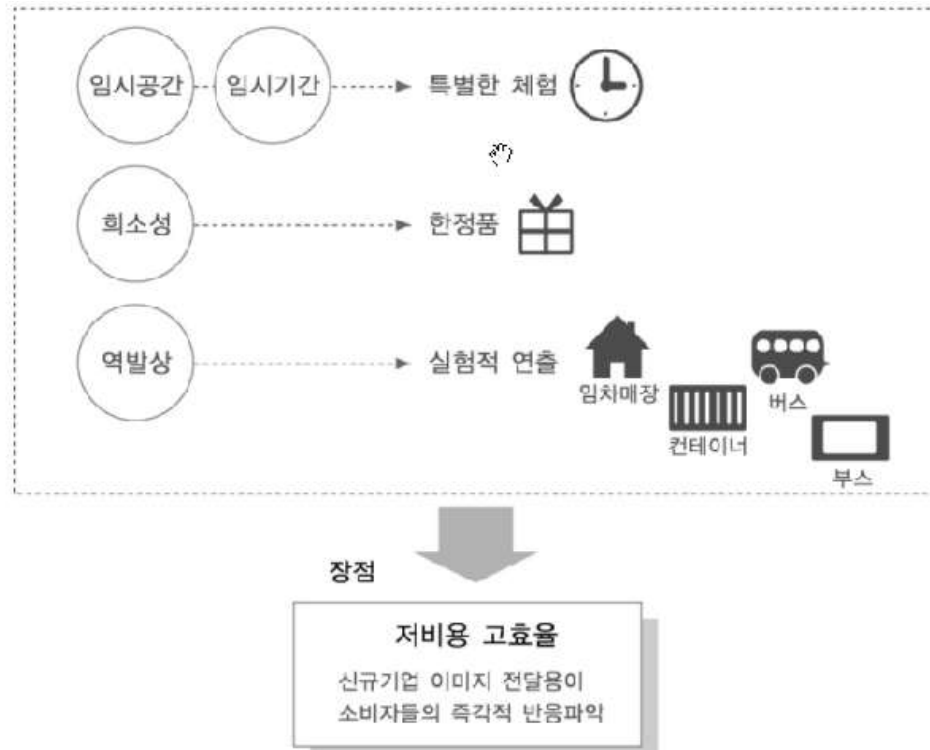 임시공간 임시기간 특별한 체험
희소성 한정품
역발상 실험적 연출
임차매장
버스
컨테이너
부스
장점
저비용 고효율
신규기업 이미지 전달용이
소비자들의 즉각적 반응파악